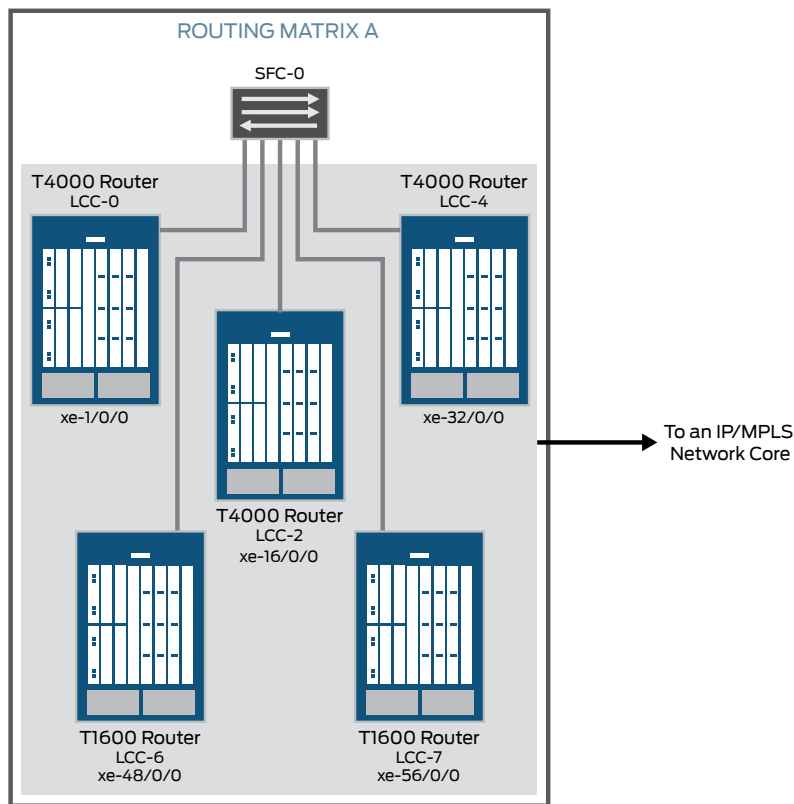 ROUTING MATRIX A
SFC-0
T4000 Router
LCC-0
xe-1/0/0
T4000 Router
LCC-4
xe-32/0/0
To an IP/MPLS
Network Core
T4000 Router
LCC-2
xe-16/0/0
T1600 Router
LCC-6
xe-48/0/0
T1600 Router
LCC-7
xe-56/0/0